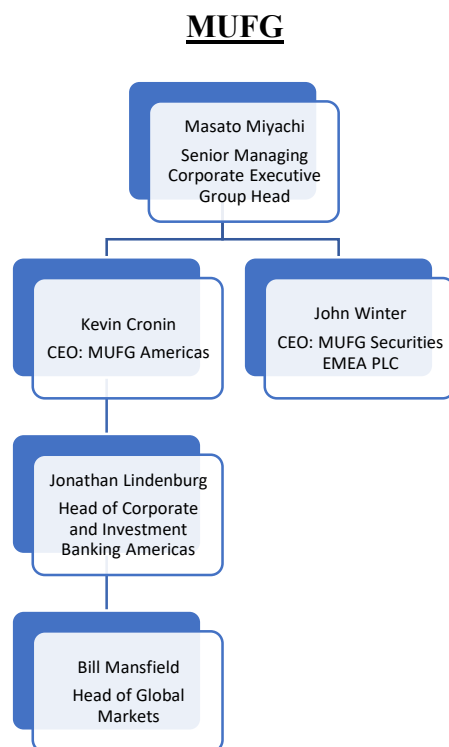 MUFG
Masato Miyachi
Senior Managing
Corporate Executive
Group Head
Kevin Cronin
CEO: MUFG Americas
John Winter
CEO: MUFG Securities
EMEA PLC
Jonathan Lindenburg
Head of Corporate
and Investment
Banking Americas
Bill Mansfield
Head of Global
Markets